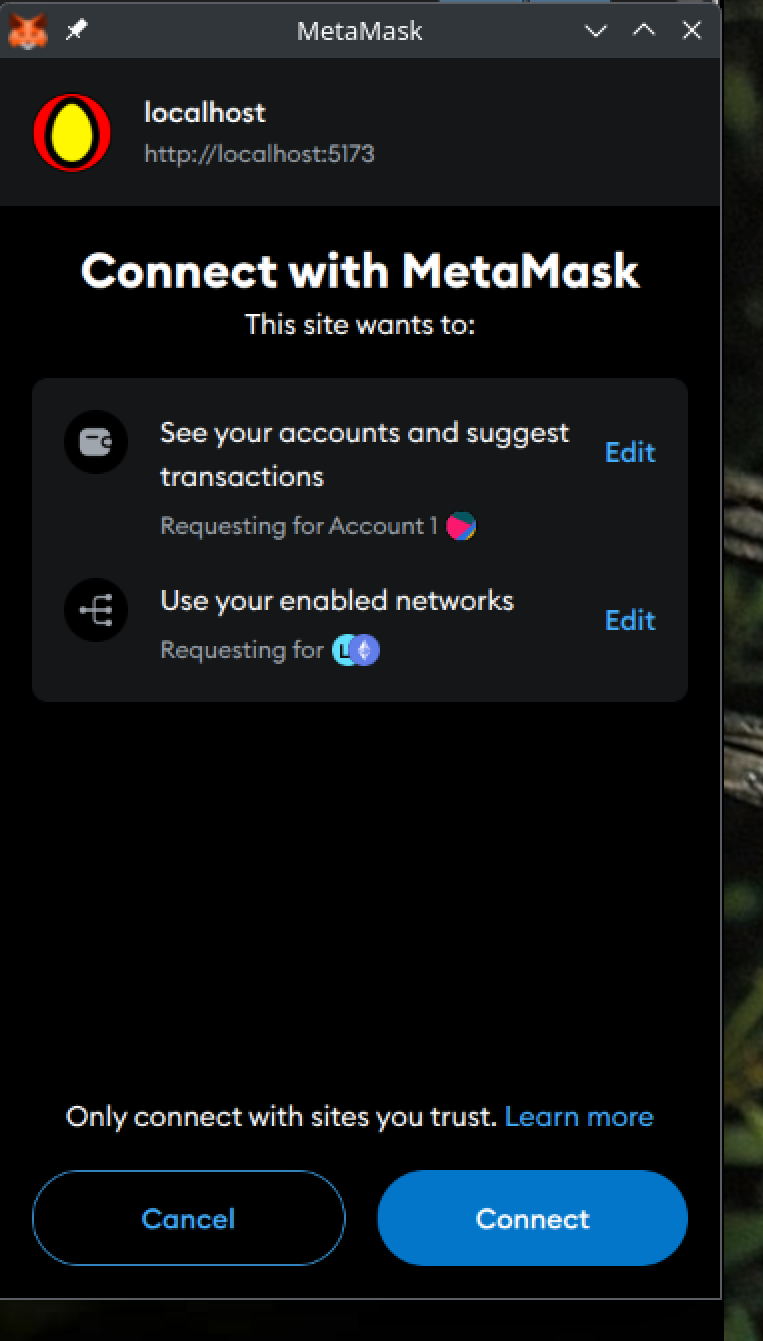 MetaMask
localhost
http://localhost:5173
Connect with MetaMask
This site wants to:
See your accounts and suggest
transactions
Edit
Requesting for Account 1
Use your enabled networks
Edit
Requesting for L
Only connect with sites you trust. Learn more
Cancel
Connect